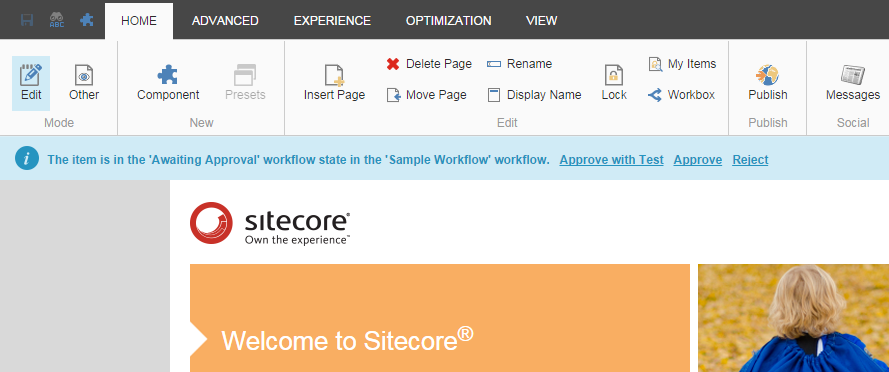 ABC
HOME ADVANCED EXPERIENCE OPTIMIZATION VIEW
Delete Page Rename My Items
Edit Other Component Presets Insert Page Move Page Display Name Lock Workbox Publish Messages
Mode New Edit Publish Social
The item is in the 'Awaiting Approval' workflow state in the 'Sample Workflow' workflow. Approve with Test Approve Reject
sitecore®
Own the experience™
Welcome to Sitecore®